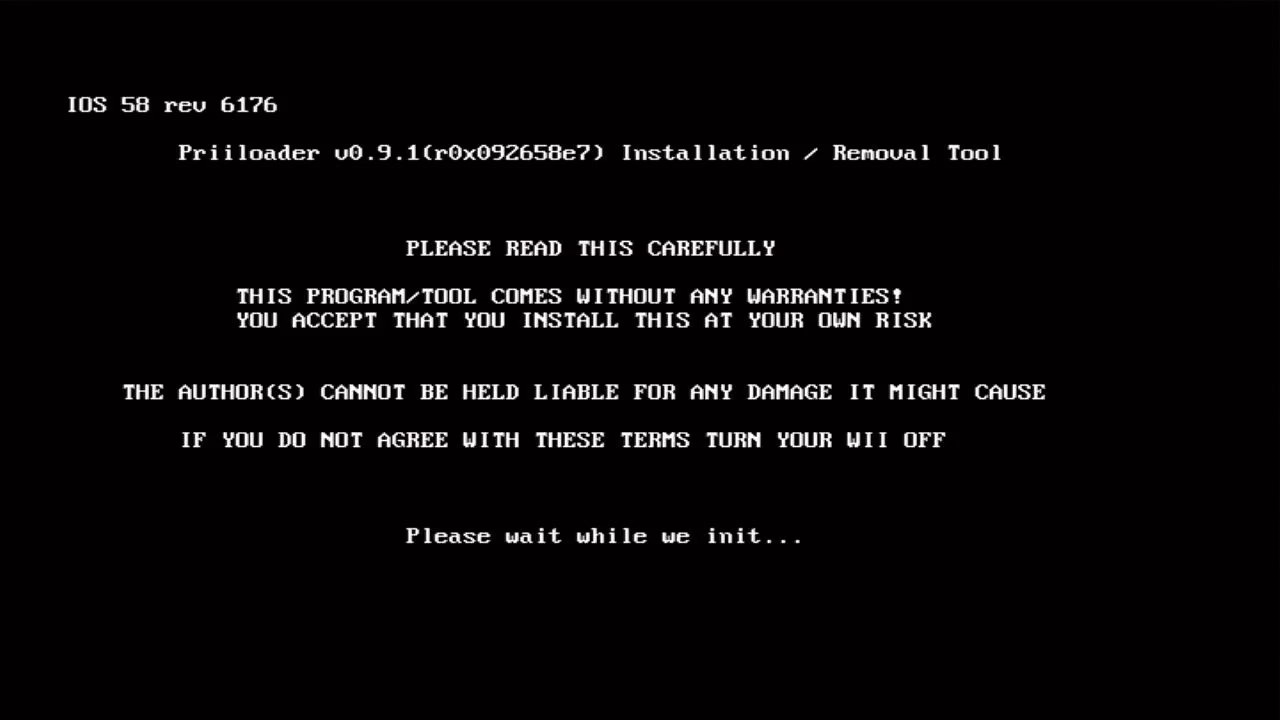 IOS 58 rev 6176
Priiloader v0.9.1(r0x092658e7) Installation / Removal Tool
PLEASE READ THIS CAREFULLY
THIS PROGRAM/TOOL COMES WITHOUT ANY WARRANTIES!
YOU ACCEPT THAT YOU INSTALL THIS AT YOUR OWN RISK
THE AUTHOR(S) CANNOT BE HELD LIABLE FOR ANY DAMAGE IT MIGHT CAUSE
IF YOU DO NOT AGREE WITH THESE TERMS TURN YOUR WII OFF
Please wait while we init...